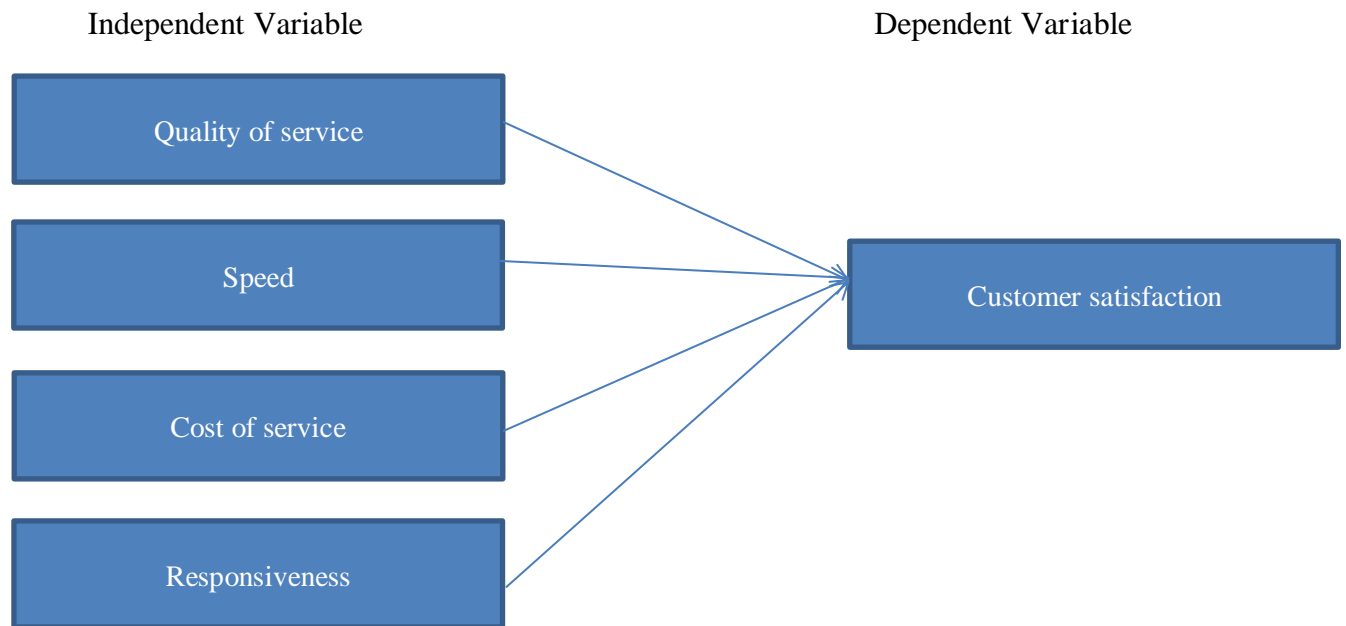 Independent Variable
Dependent Variable
Quality of service
Speed
Customer satisfaction
Cost of service
Responsiveness